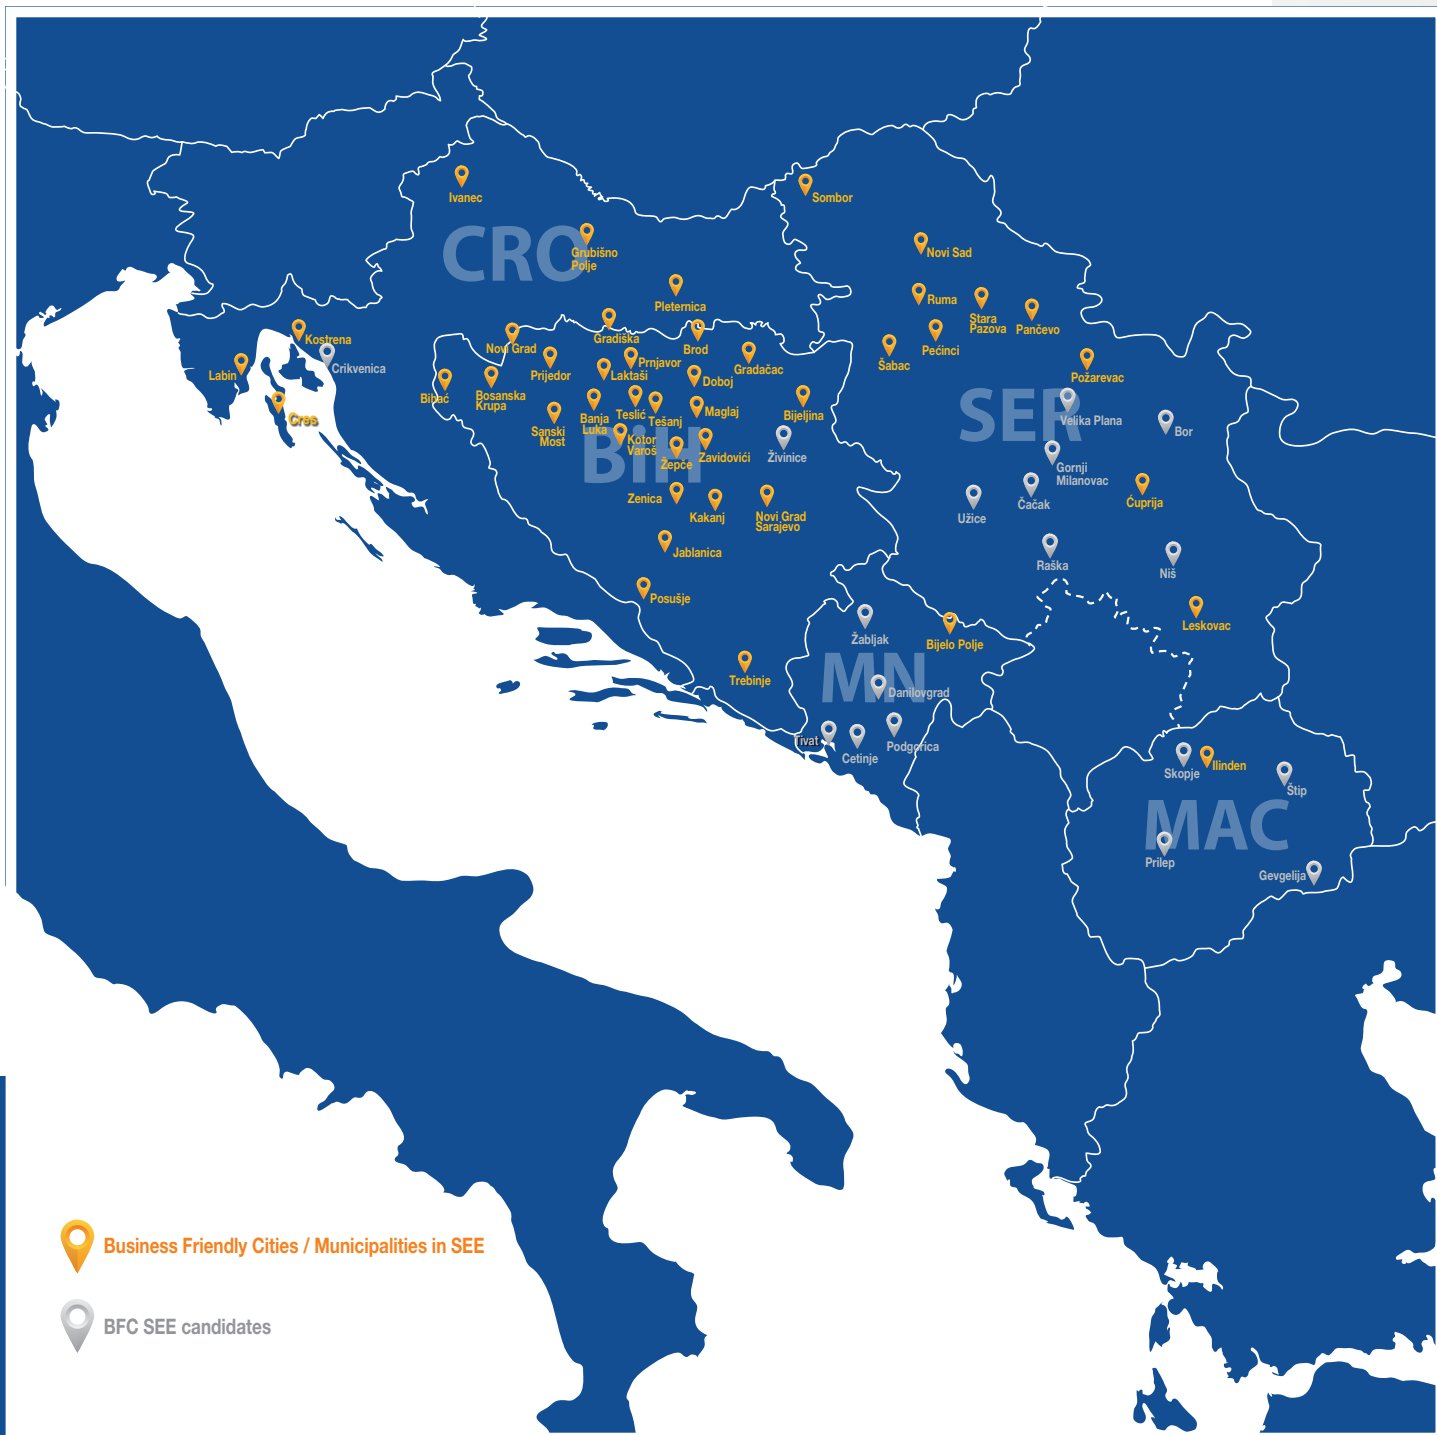 Ivanec
Sombor
CRO
Grubišno
Polje
Novi Sad
Pleternica
Ruma
Stara
Pazova
Pančevo
Kostrena
Gradiška
Novi Grad
Brod
Pećinci
Crikvenica
Labin
Prijedor
Laktaši
Prnjavor
Gradačac
Šabac
Doboj
Požarevac
Bihać
Bosanska
Krupa
Cres
Sanski
Most
Banja
Luka
Teslić
Tešanj
Maglaj
Bijeljina
SER
Velika Plana
Bor
BiH
Kotor
Varoš
Žepče
Zavidovići
Živinice
Gornji
Milanovac
Zenica
Kakanj
Novi Grad
Sarajevo
Užice
Čačak
Ćuprija
Jablanica
Raška
Niš
Posušje
Žabljak
Bijelo Polje
Leskovac
MN
Trebinje
Danilovgrad
Tivat
Cetinje
Podgorica
Skopje
Ilinden
Štip
MAC
Prilep
Gevgelija
Business Friendly Cities / Municipalities in SEE
BFC SEE candidates